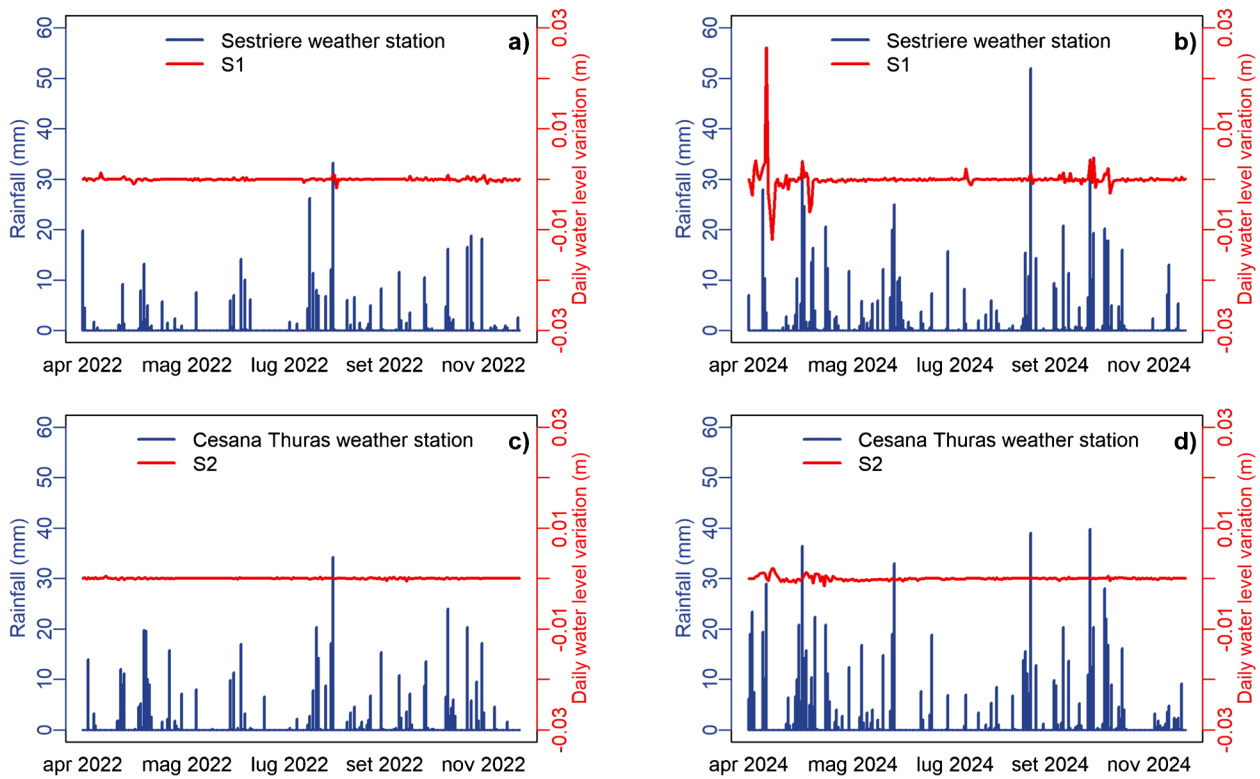 Sestriere weather station
S1
a)
60
50
40
30
20
10
0
Rainfall (mm)
0.03
0.01
-0.01
-0.03
Daily water level variation (m)
apr 2022 mag 2022 lug 2022 set 2022 nov 2022
Sestriere weather station
S1
b)
60
50
40
30
20
10
0
Rainfall (mm)
0.03
0.01
-0.01
-0.03
Daily water level variation (m)
apr 2024 mag 2024 lug 2024 set 2024 nov 2024
Cesana Thuras weather station
S2
c)
60
50
40
30
20
10
0
Rainfall (mm)
0.03
0.01
-0.01
-0.03
Daily water level variation (m)
apr 2022 mag 2022 lug 2022 set 2022 nov 2022
Cesana Thuras weather station
S2
d)
60
50
40
30
20
10
0
Rainfall (mm)
0.03
0.01
-0.01
-0.03
Daily water level variation (m)
apr 2024 mag 2024 lug 2024 set 2024 nov 2024